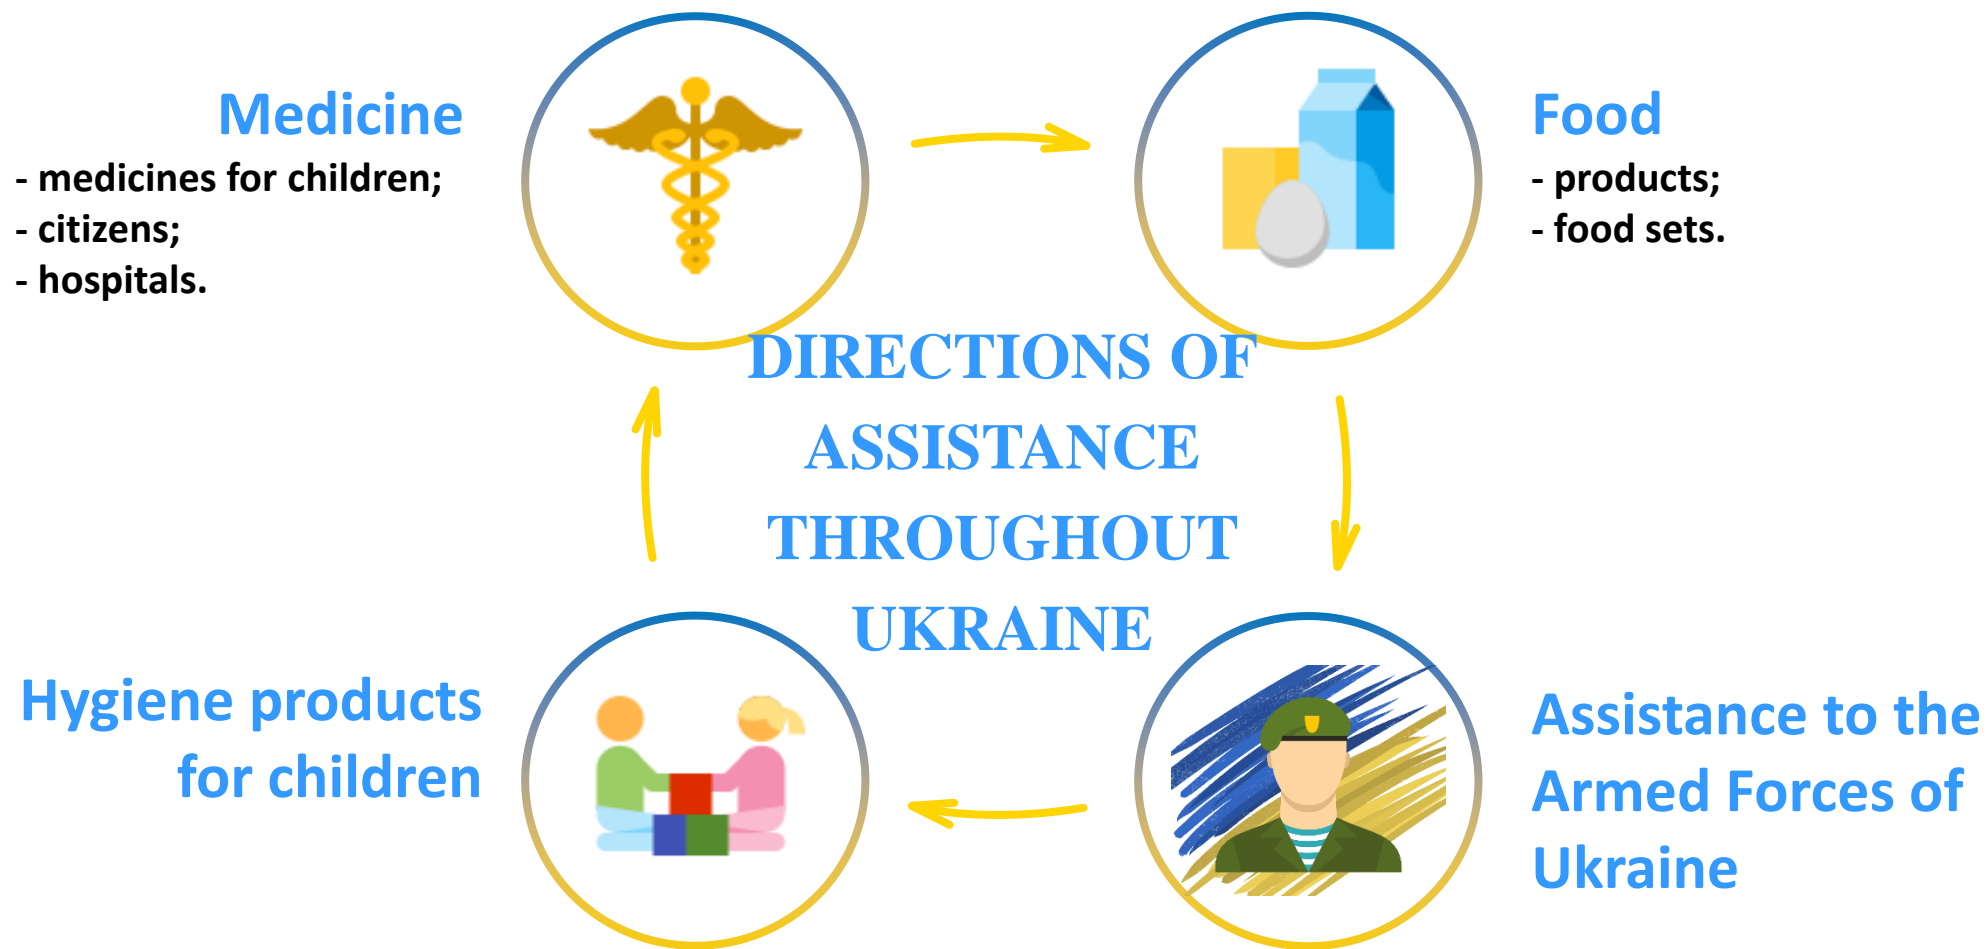 Medicine
- medicines for children;
- citizens;
- hospitals.
Food
- products;
- food sets.
DIRECTIONS OF
ASSISTANCE
THROUGHOUT
UKRAINE
Hygiene products
for children
Assistance to the
Armed Forces of
Ukraine